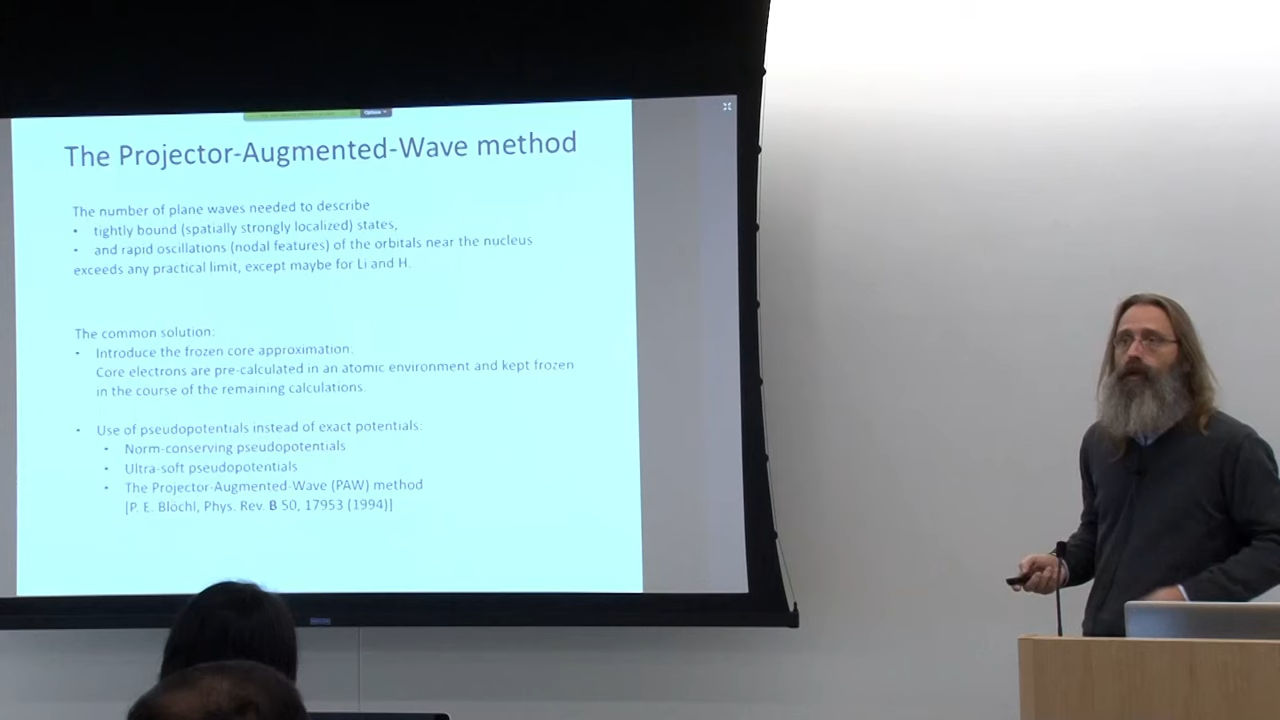 Options
The Projector-Augmented-Wave method
The number of plane waves needed to describe
• tightly bound (spatially strongly localized) states,
• and rapid oscillations (nodal features) of the orbitals near the nucleus
exceeds any practical limit, except maybe for Li and H.
The common solution:
• Introduce the frozen core approximation.
Core electrons are pre-calculated in an atomic environment and kept frozen
in the course of the remaining calculations.
• Use of pseudopotentials instead of exact potentials:
• Norm-conserving pseudopotentials
• Ultra-soft pseudopotentials
• The Projector-Augmented-Wave (PAW) method
[P. E. Blöchl, Phys. Rev. B 50, 17953 (1994)]